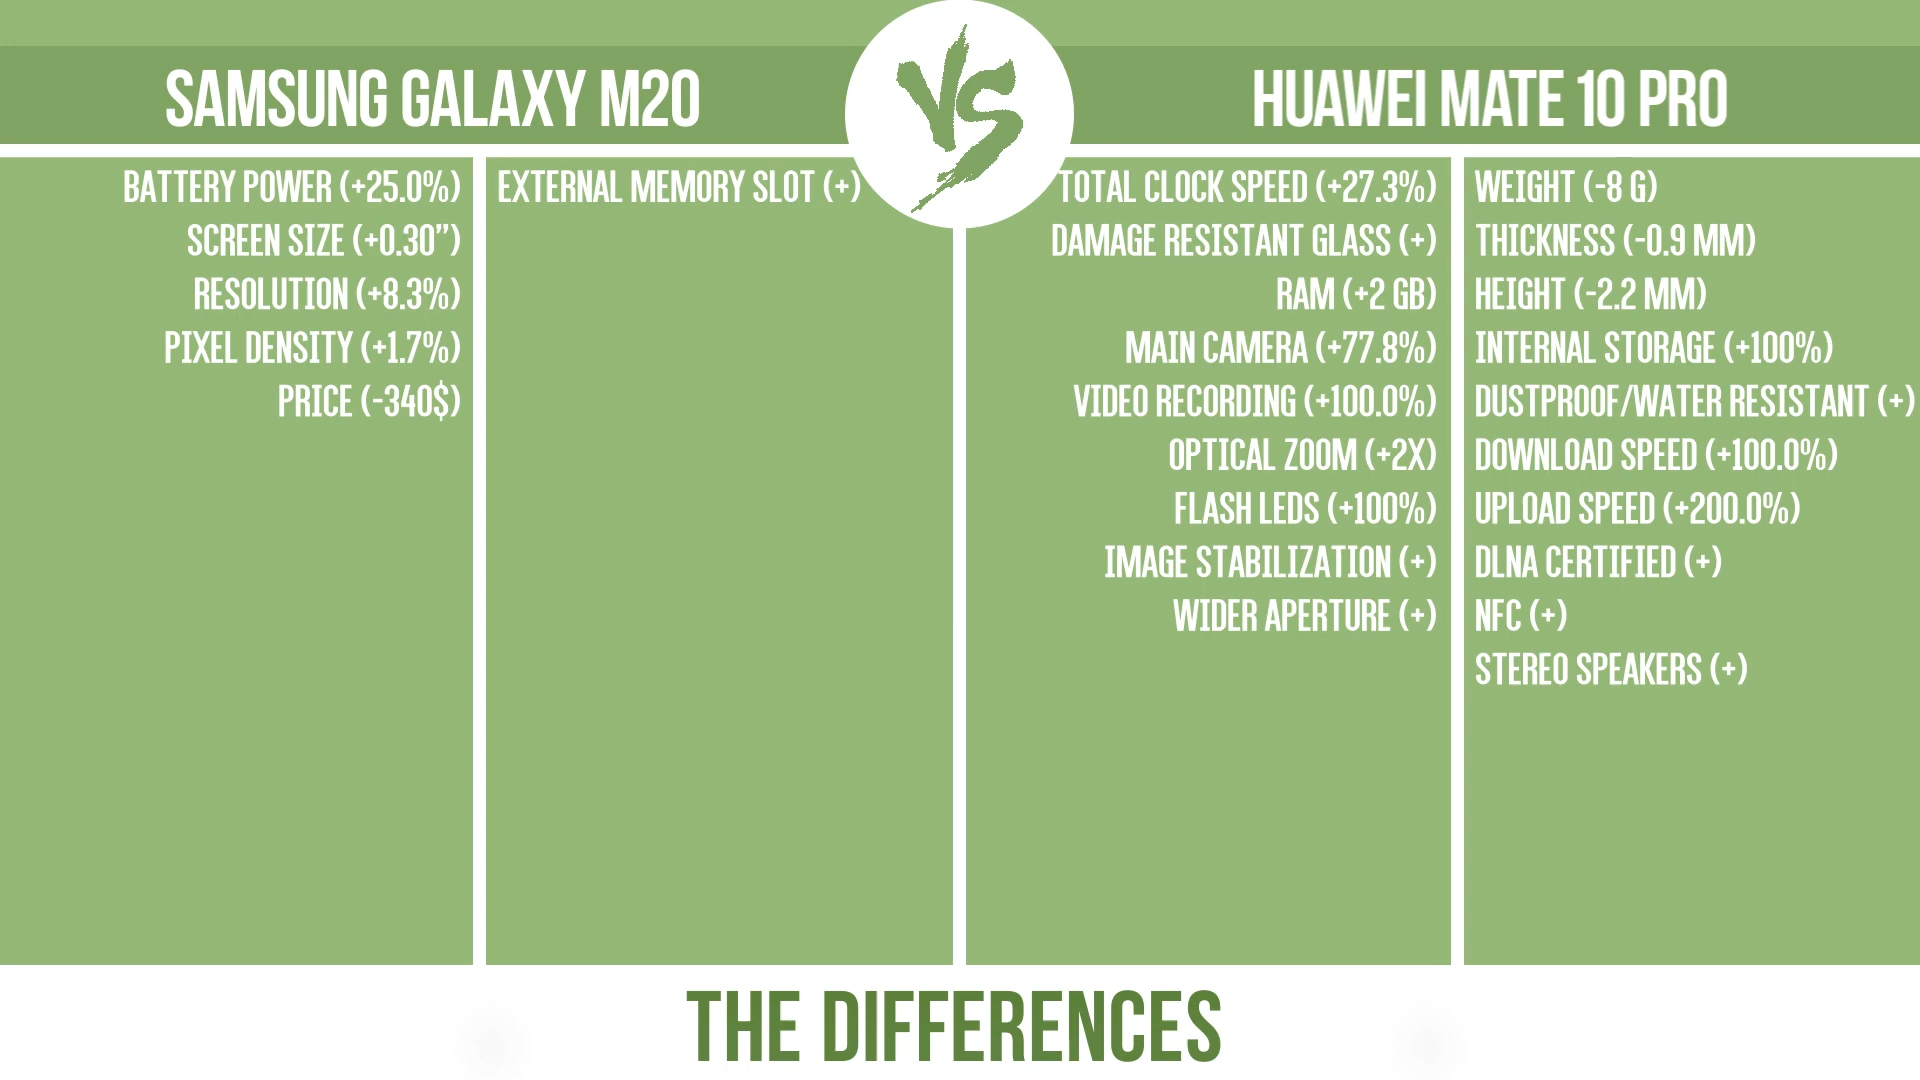 SAMSUNG GALAXY M20
VS
HUAWEI MATE 10 PRO
BATTERY POWER (+25.0%)
SCREEN SIZE (+0.30”)
RESOLUTION (+8.3%)
PIXEL DENSITY (+1.7%)
PRICE (-340$)
EXTERNAL MEMORY SLOT (+)
TOTAL CLOCK SPEED (+27.3%)
DAMAGE RESISTANT GLASS (+)
RAM (+2 GB)
MAIN CAMERA (+77.8%)
VIDEO RECORDING (+100.0%)
OPTICAL ZOOM (+2X)
FLASH LEDS (+100%)
IMAGE STABILIZATION (+)
WIDER APERTURE (+)
WEIGHT (-8 G)
THICKNESS (-0.9 MM)
HEIGHT (-2.2 MM)
INTERNAL STORAGE (+100%)
DUSTPROOF/WATER RESISTANT (+)
DOWNLOAD SPEED (+100.0%)
UPLOAD SPEED (+200.0%)
DLNA CERTIFIED (+)
NFC (+)
STEREO SPEAKERS (+)
THE DIFFERENCES